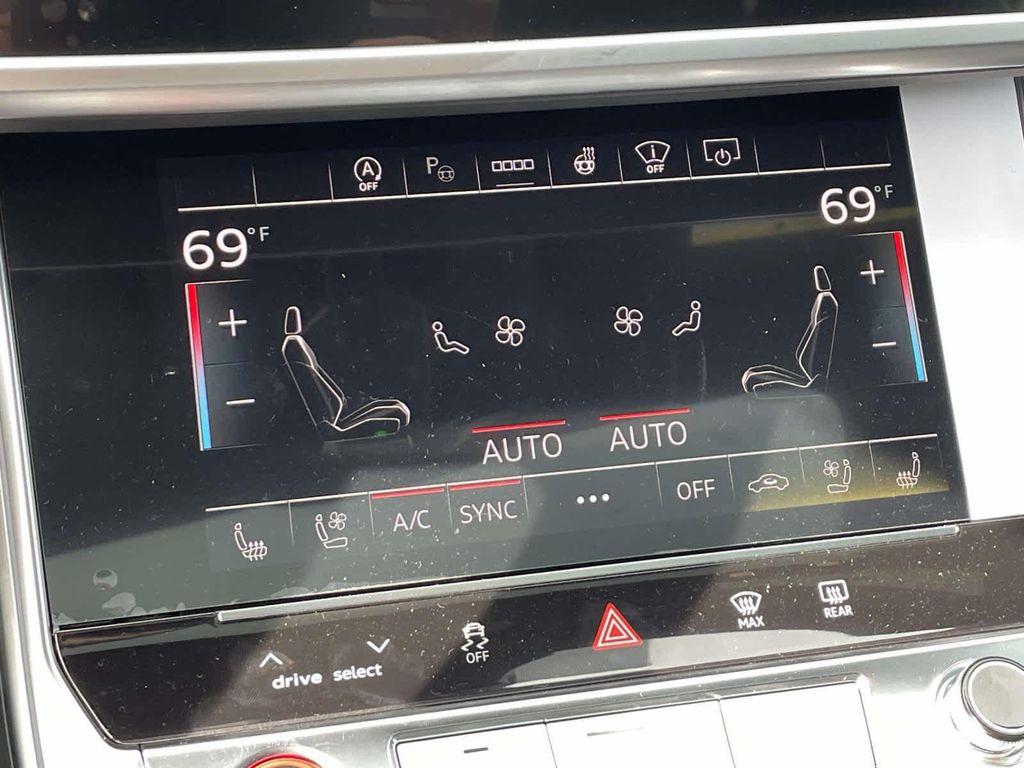 A OFF P i OFF
69°F 69°F
+ +
− −
AUTO AUTO
A/C SYNC ... OFF
drive select OFF MAX REAR